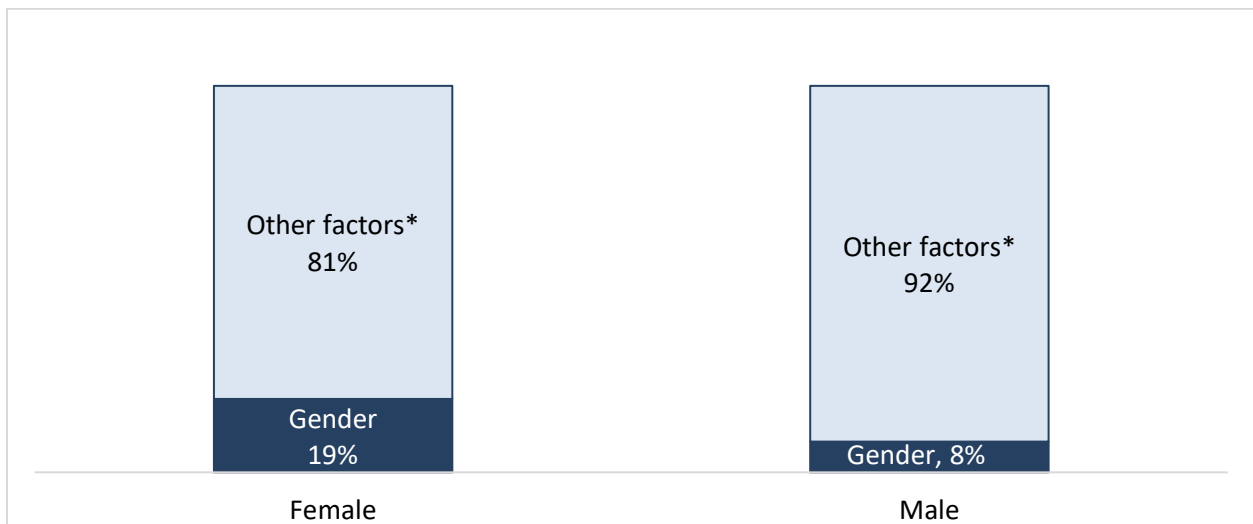 Other factors*
81%
Gender
19%
Female
Other factors*
92%
Gender, 8%
Male